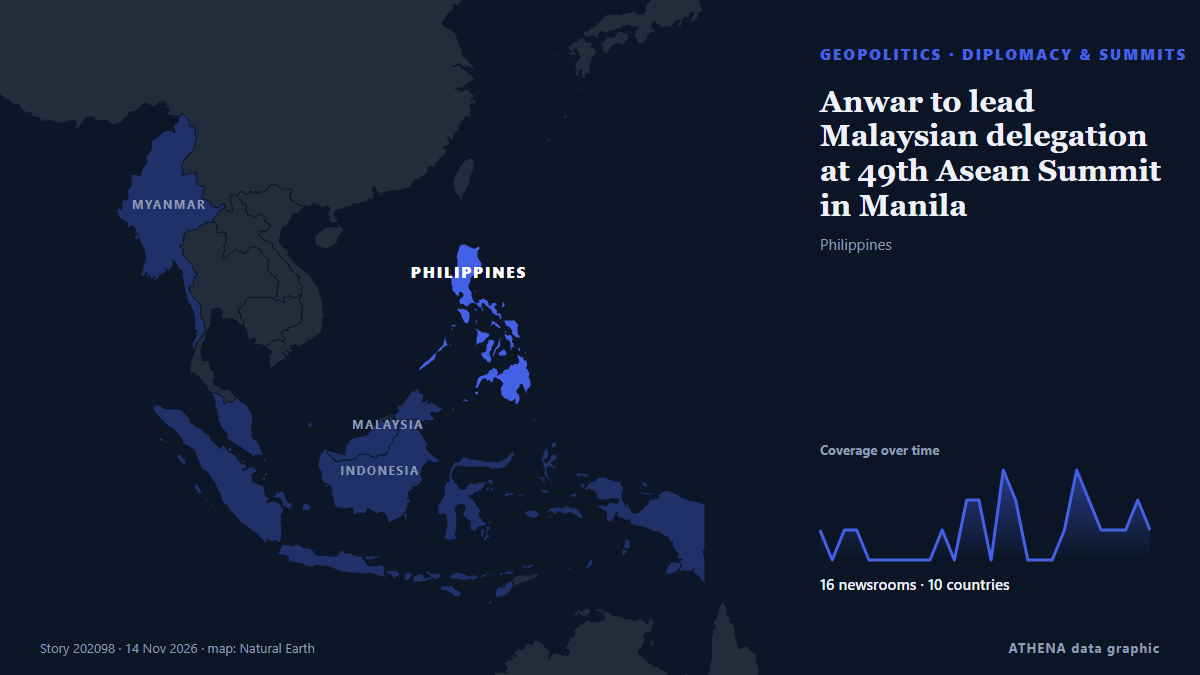 GEOPOLITICS · DIPLOMACY & SUMMITS
Anwar to lead
Malaysian delegation
at 49th Asean Summit
in Manila
Philippines
MYANMAR
PHILIPPINES
MALAYSIA
INDONESIA
Coverage over time
16 newsrooms · 10 countries
Story 202098 · 14 Nov 2026 · map: Natural Earth
ATHENA data graphic